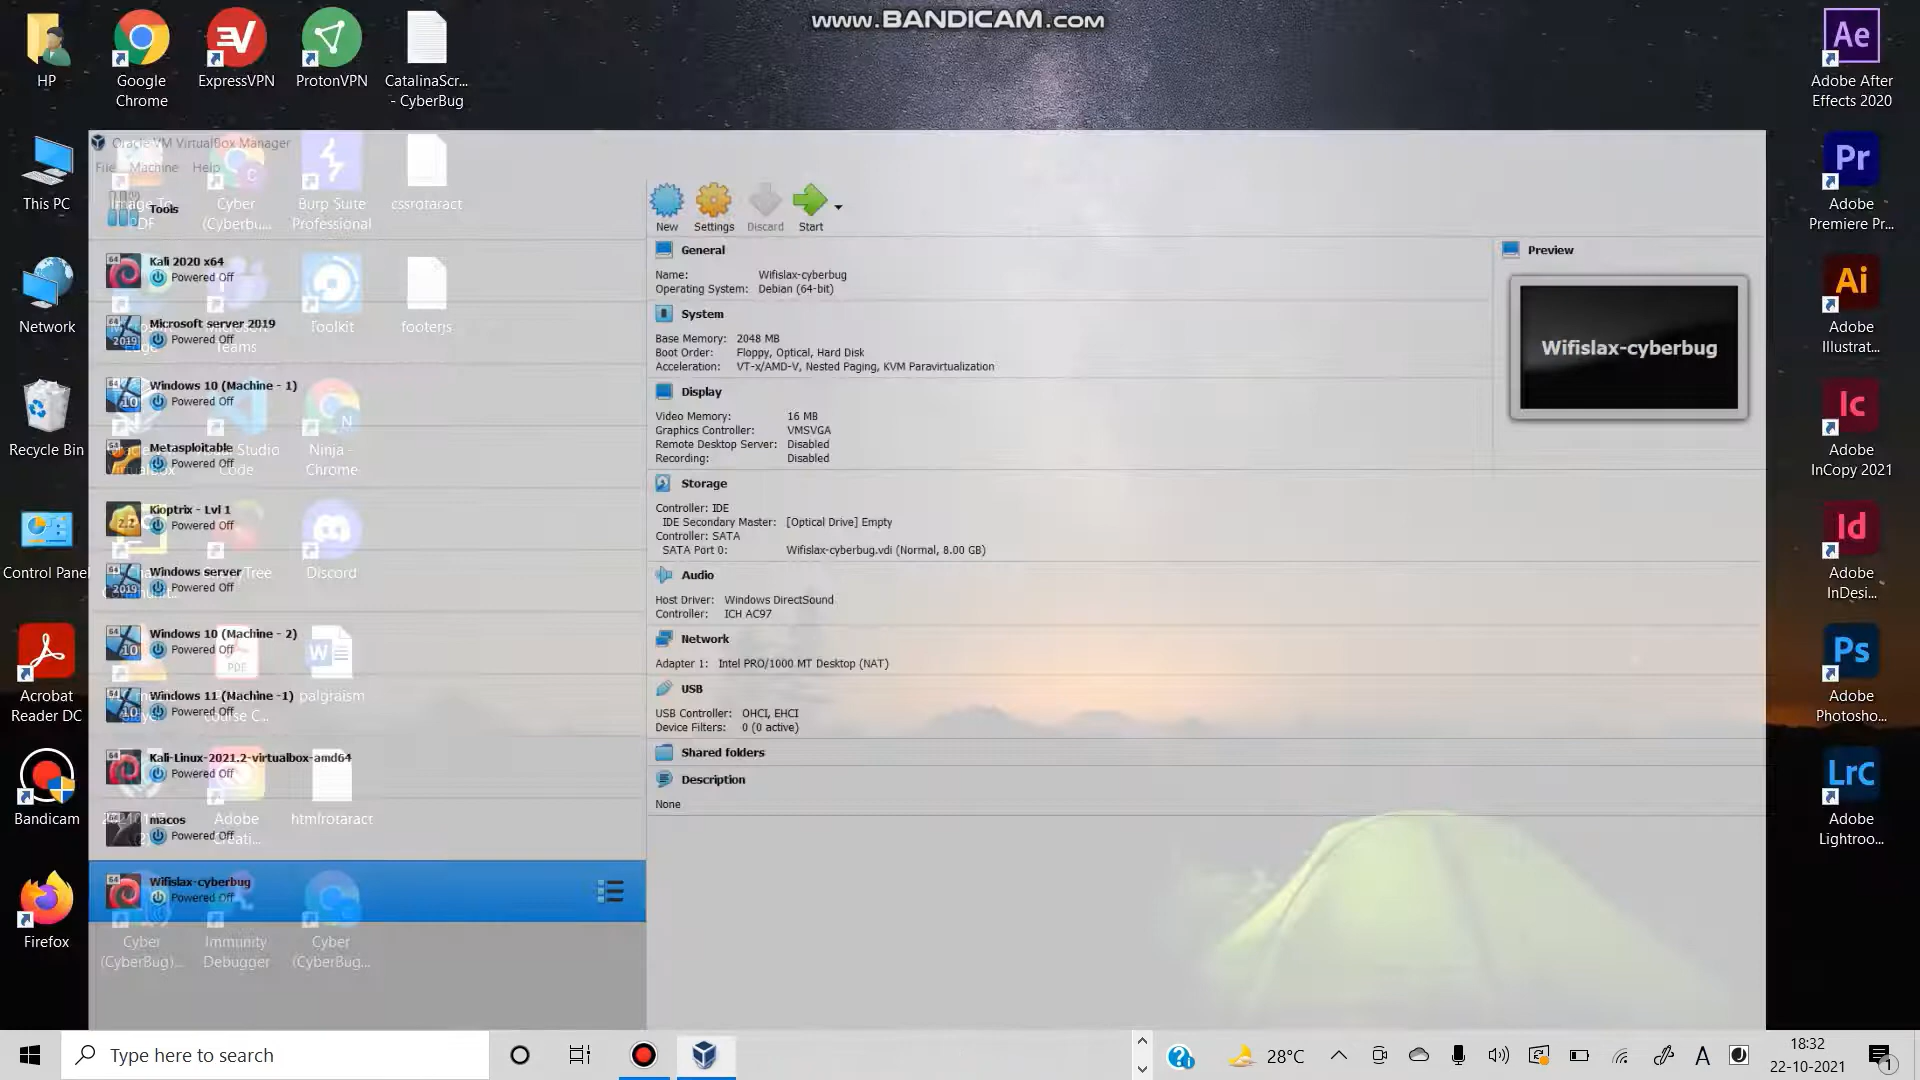 www.BANDICAM.com
HP
Google
Chrome
ExpressVPN
ProtonVPN
CatalinaScr...
- CyberBug
Adobe After
Effects 2020
This PC
Network
Recycle Bin
Control Panel
Acrobat
Reader DC
Bandicam
Firefox
Oracle VM VirtualBox Manager
File Machine Help
Tools
Cyber
(Cyberbu...
Burp Suite
Professional
cssrotaract
Kali 2020 x64
Powered Off
Microsoft server 2019
Powered Off
Teams
Toolkit
footerjs
Windows 10 (Machine - 1)
Powered Off
Metasploitable
Powered Off
Ninja -
Chrome
Kioptrix - Lvl 1
Powered Off
Windows server
Powered Off
Discord
Windows 10 (Machine - 2)
Powered Off
Windows 11 (Machine -1)
Powered Off
palgraism
Kali-Linux-2021.2-virtualbox-amd64
Powered Off
macos
Powered Off
Adobe
Creati...
htmlrotaract
Wifislax-cyberbug
Powered Off
Cyber
(CyberBug)...
Immunity
Debugger
Cyber
(CyberBug...
New Settings Discard Start
General
Name: Wifislax-cyberbug
Operating System: Debian (64-bit)
System
Base Memory: 2048 MB
Boot Order: Floppy, Optical, Hard Disk
Acceleration: VT-x/AMD-V, Nested Paging, KVM Paravirtualization
Display
Video Memory: 16 MB
Graphics Controller: VMSVGA
Remote Desktop Server: Disabled
Recording: Disabled
Storage
Controller: IDE
IDE Secondary Master: [Optical Drive] Empty
Controller: SATA
SATA Port 0: Wifislax-cyberbug.vdi (Normal, 8.00 GB)
Audio
Host Driver: Windows DirectSound
Controller: ICH AC97
Network
Adapter 1: Intel PRO/1000 MT Desktop (NAT)
USB
USB Controller: OHCI, EHCI
Device Filters: 0 (0 active)
Shared folders
Description
None
Preview
Wifislax-cyberbug
Ae
Pr
Adobe
Premiere Pr...
Ai
Adobe
Illustrat...
Ic
Adobe
InCopy 2021
Id
Adobe
InDesi...
Ps
Adobe
Photosho...
LrC
Adobe
Lightroo...
Type here to search
28°C
A
18:32
22-10-2021
1